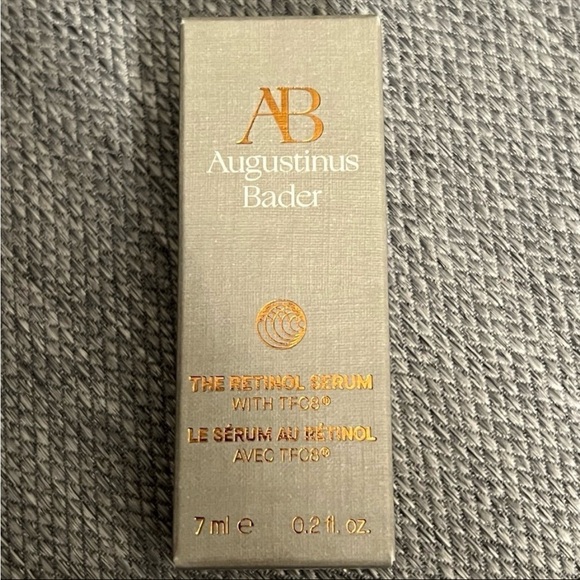 AB
Augustinus
Bader
THE RETINOL SERUM
WITH TFC8®
LE SÉRUM AU RÉTINOL
AVEC TFC8®
7 ml ℮ 0.2 fl. oz.